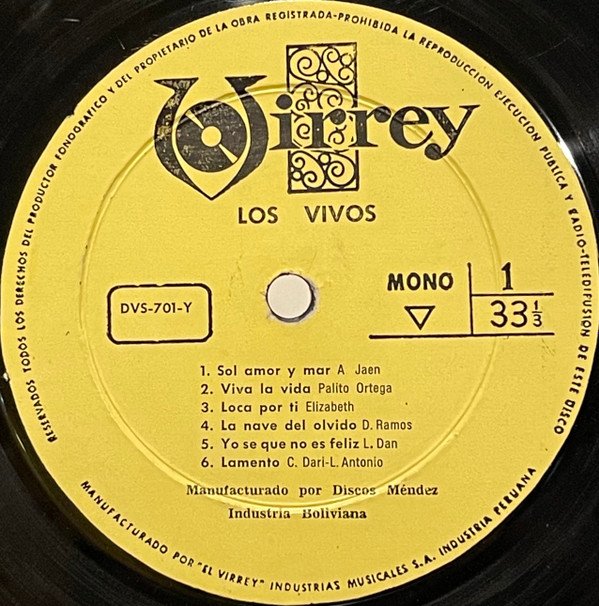 RESERVADOS TODOS LOS DERECHOS DEL PRODUCTOR FONOGRAFICO Y DEL PROPIETARIO DE LA OBRA REGISTRADA-PROHIBIDA LA REPRODUCCION EJECUCION PUBLICA Y RADIO-TELEDIFUSION DE ESTE DISCO
Virrey
LOS VIVOS
DVS-701-Y
MONO 1
33 1/3
1. Sol amor y mar A. Jaen
2. Viva la vida Palito Ortega
3. Loca por ti Elizabeth
4. La nave del olvido D. Ramos
5. Yo se que no es feliz L. Dan
6. Lamento C. Dari-L. Antonio
Manufacturado por Discos Méndez
Industria Boliviana
MANUFACTURADO POR "EL VIRREY" INDUSTRIAS MUSICALES S.A. INDUSTRIA PERUANA